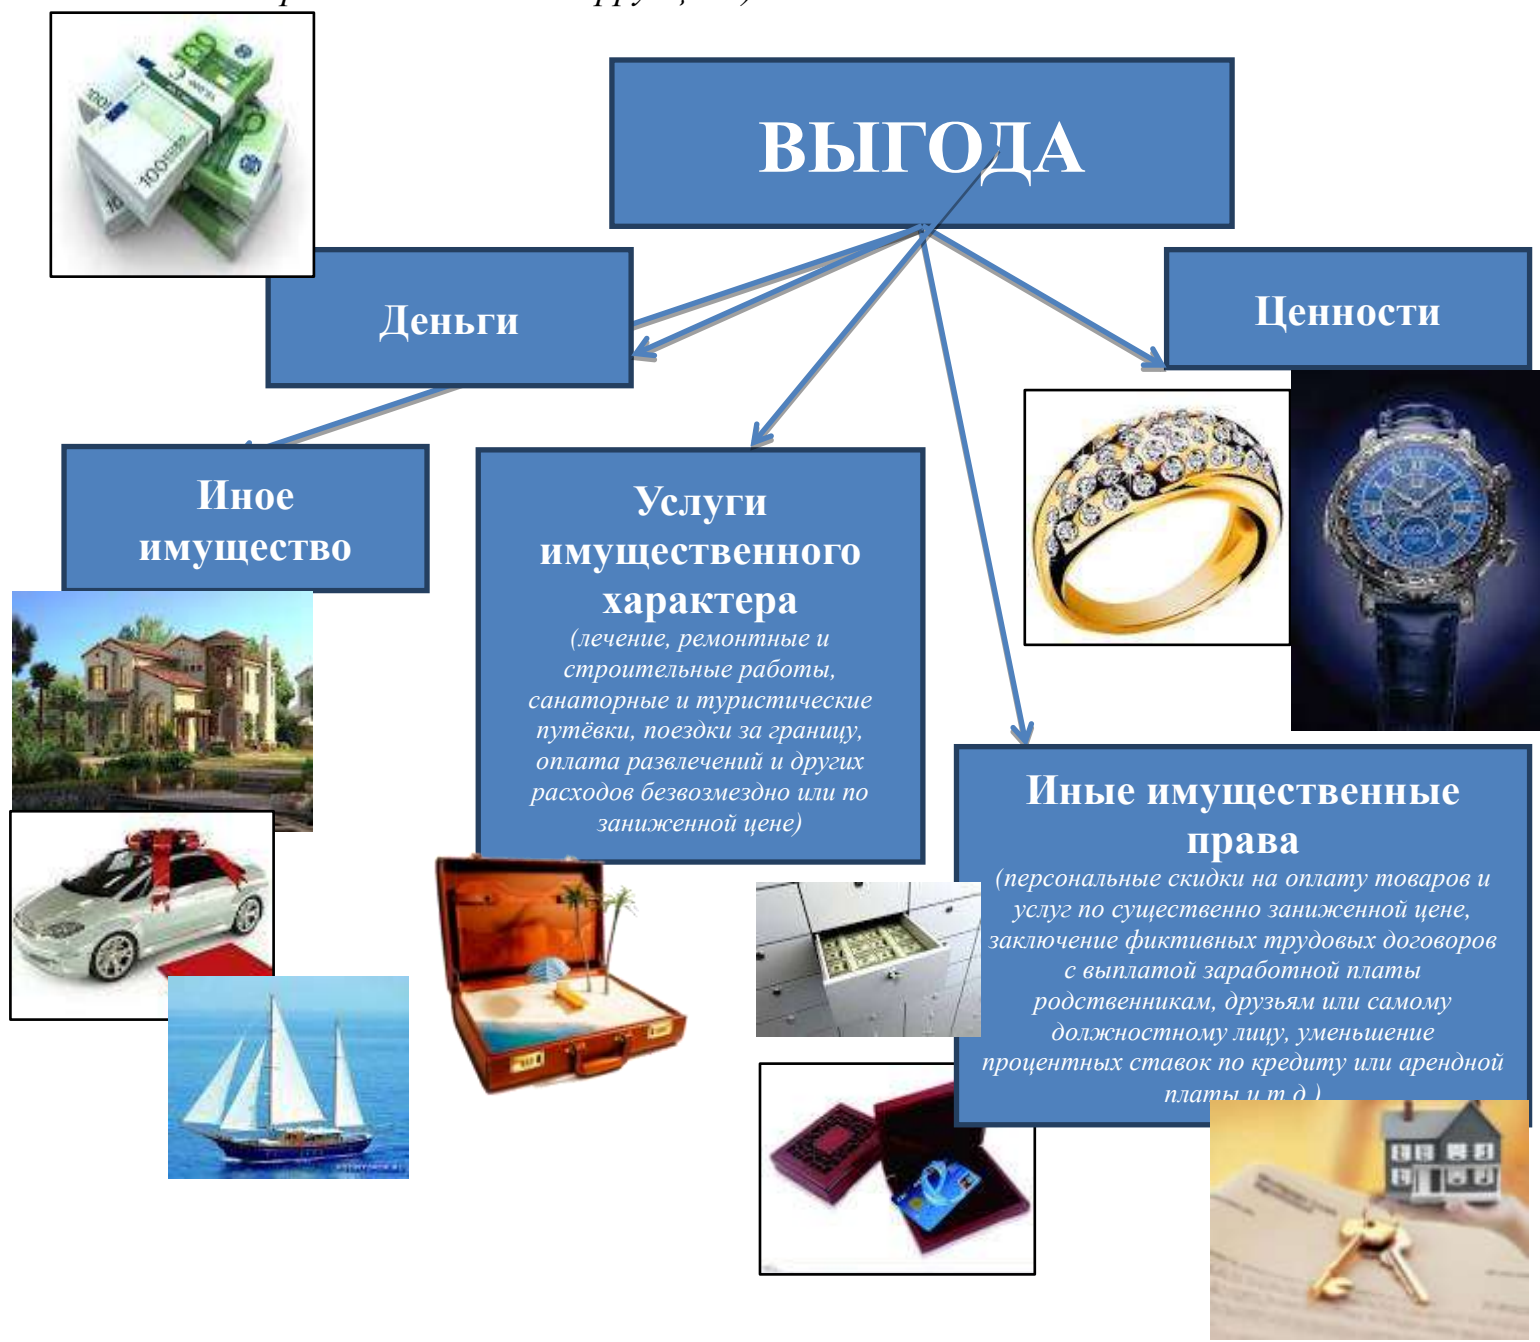 ВЫГОДА
Деньги
Ценности
Иное
имущество
Услуги
имущественного
характера
(лечение, ремонтные и
строительные работы,
санаторные и туристические
путёвки, поездки за границу,
оплата развлечений и других
расходов безвозмездно или по
заниженной цене)
Иные имущественные
права
(персональные скидки на оплату товаров и
услуг по существенно заниженной цене,
заключение фиктивных трудовых договоров
с выплатой заработной платы
родственникам, друзьям или самому
должностному лицу, уменьшение
процентных ставок по кредиту или арендной
платы и т.д.)
100
100